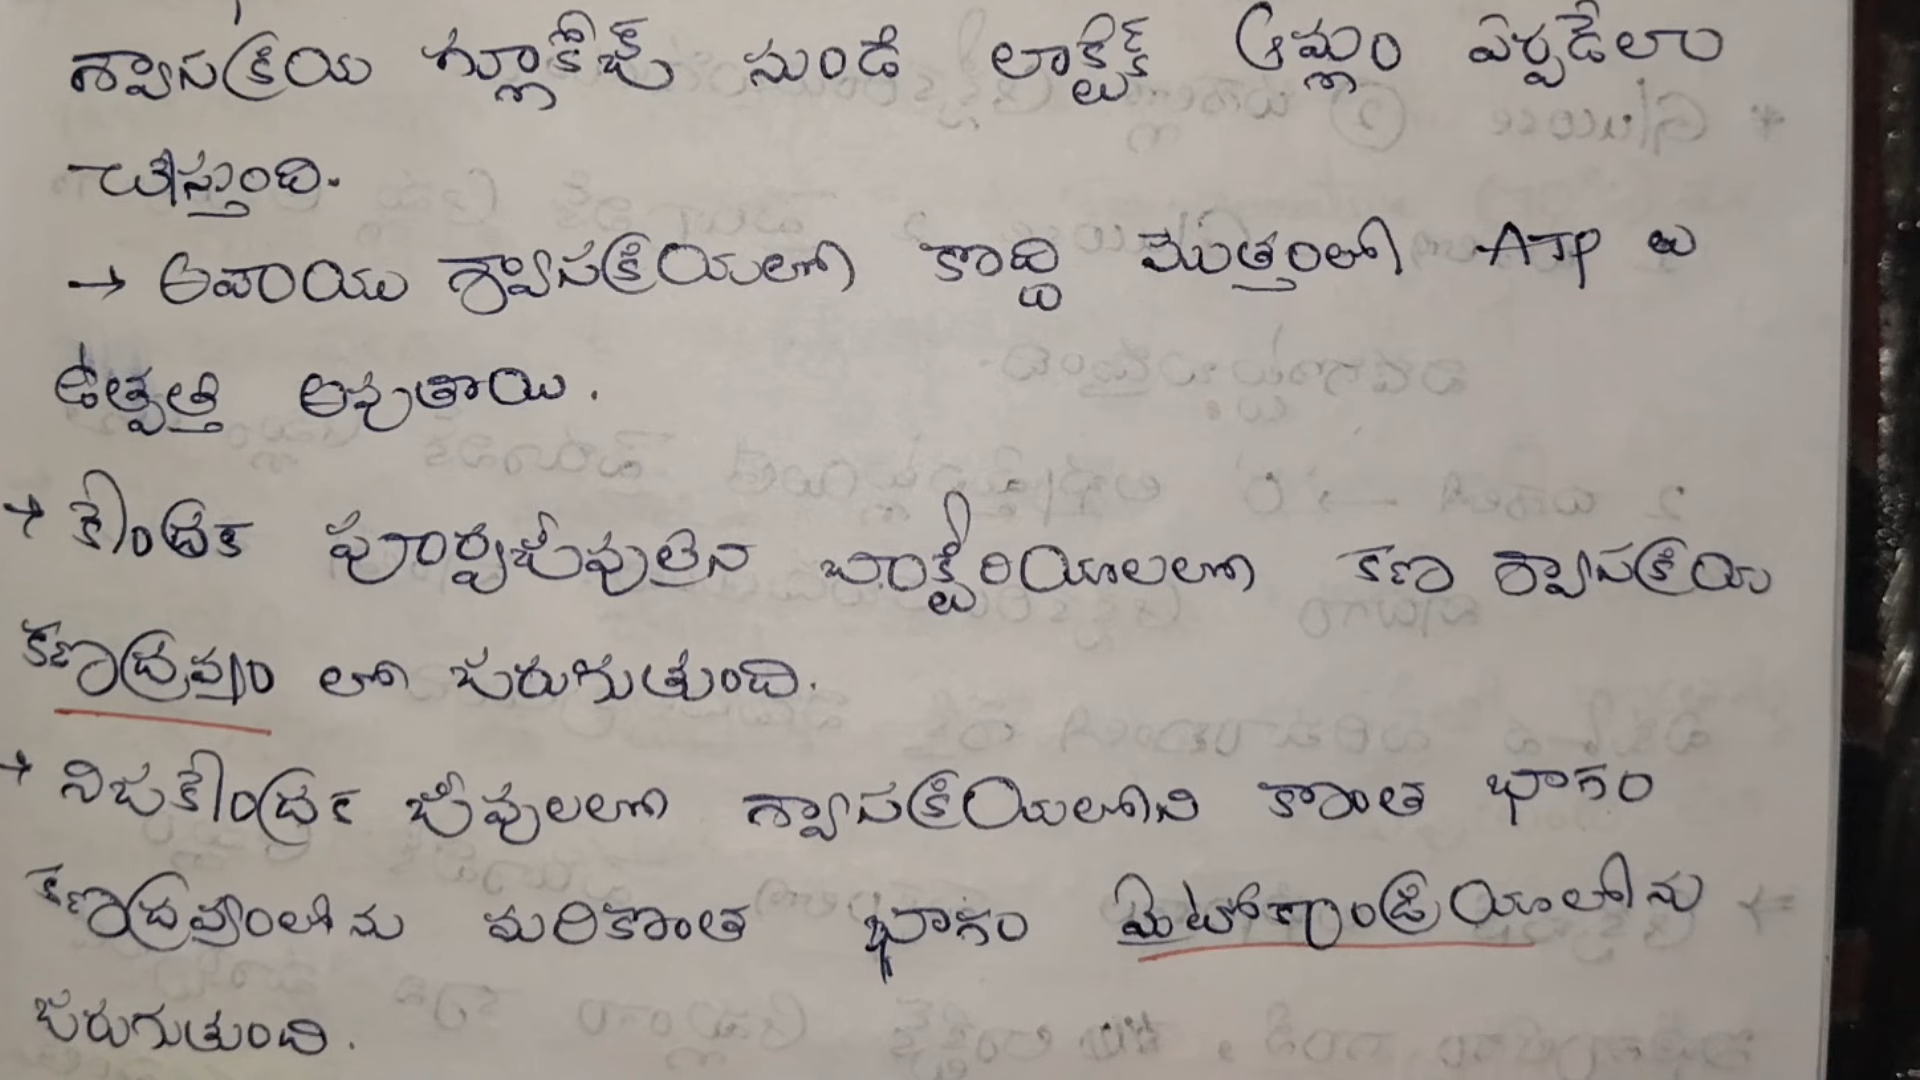 శ్వాసక్రియ గ్లూకోజ్ నుండి లాక్టిక్ ఆమ్లం ఏర్పడేలా
చేస్తుంది.
→ అవాయు శ్వాసక్రియలో కొద్ది మొత్తంలో ATP లు
ఉత్పత్తి అవుతాయి.
→ కేంద్రక పూర్వజీవులైన బాక్టీరియాలలో కణ శ్వాసక్రియ
కణద్రవ్యం లో జరుగుతుంది.
→ నిజకేంద్రక జీవులలో శ్వాసక్రియలోని కొంత భాగం
కణద్రవ్యంలోను మరికొంత భాగం మైటోకాండ్రియాలోను
జరుగుతుంది.